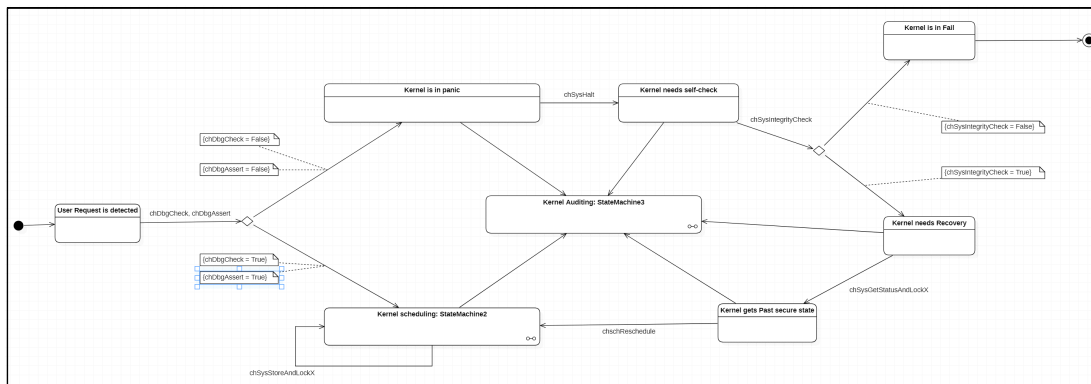 Kernel is in Fail
Kernel is in panic
Kernel needs self-check
chSysHalt
chSysIntegrityCheck
{chSysIntegrityCheck = False}
{chDbgCheck = False}
{chDbgAssert = False}
{chSysIntegrityCheck = True}
User Request is detected
chDbgCheck, chDbgAssert
Kernel Auditing: StateMachine3
Kernel needs Recovery
{chDbgCheck = True}
{chDbgAssert = True}
chSysGetStatusAndLockX
Kernel scheduling: StateMachine2
Kernel gets Past secure state
chschReschedule
chSysStoreAndLockX